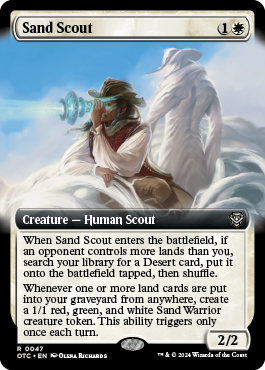 Sand Scout 1
Creature — Human Scout
When Sand Scout enters the battlefield, if
an opponent controls more lands than you,
search your library for a Desert card, put it
onto the battlefield tapped, then shuffle.
Whenever one or more land cards are put
into your graveyard from anywhere, create
a 1/1 red, green, and white Sand Warrior
creature token. This ability triggers only
once each turn.
2/2
R 0047
OTC • EN Olena Richards
™ & © 2024 Wizards of the Coast